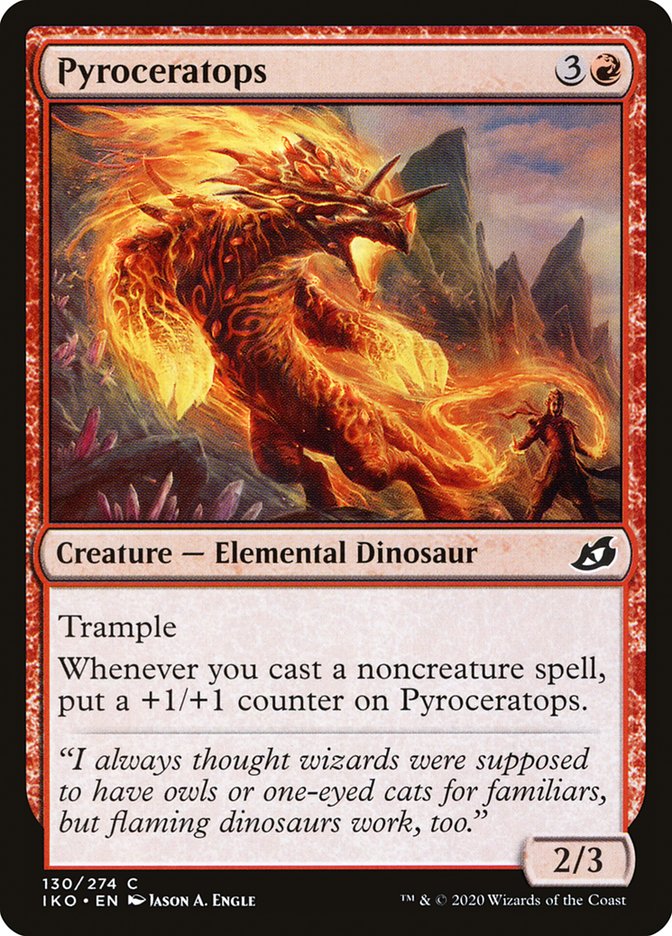 Pyroceratops 3
Creature — Elemental Dinosaur
Trample
Whenever you cast a noncreature spell,
put a +1/+1 counter on Pyroceratops.
“I always thought wizards were supposed
to have owls or one-eyed cats for familiars,
but flaming dinosaurs work, too.”
2/3
130/274 C
IKO • EN Jason A. Engle
™ & © 2020 Wizards of the Coast